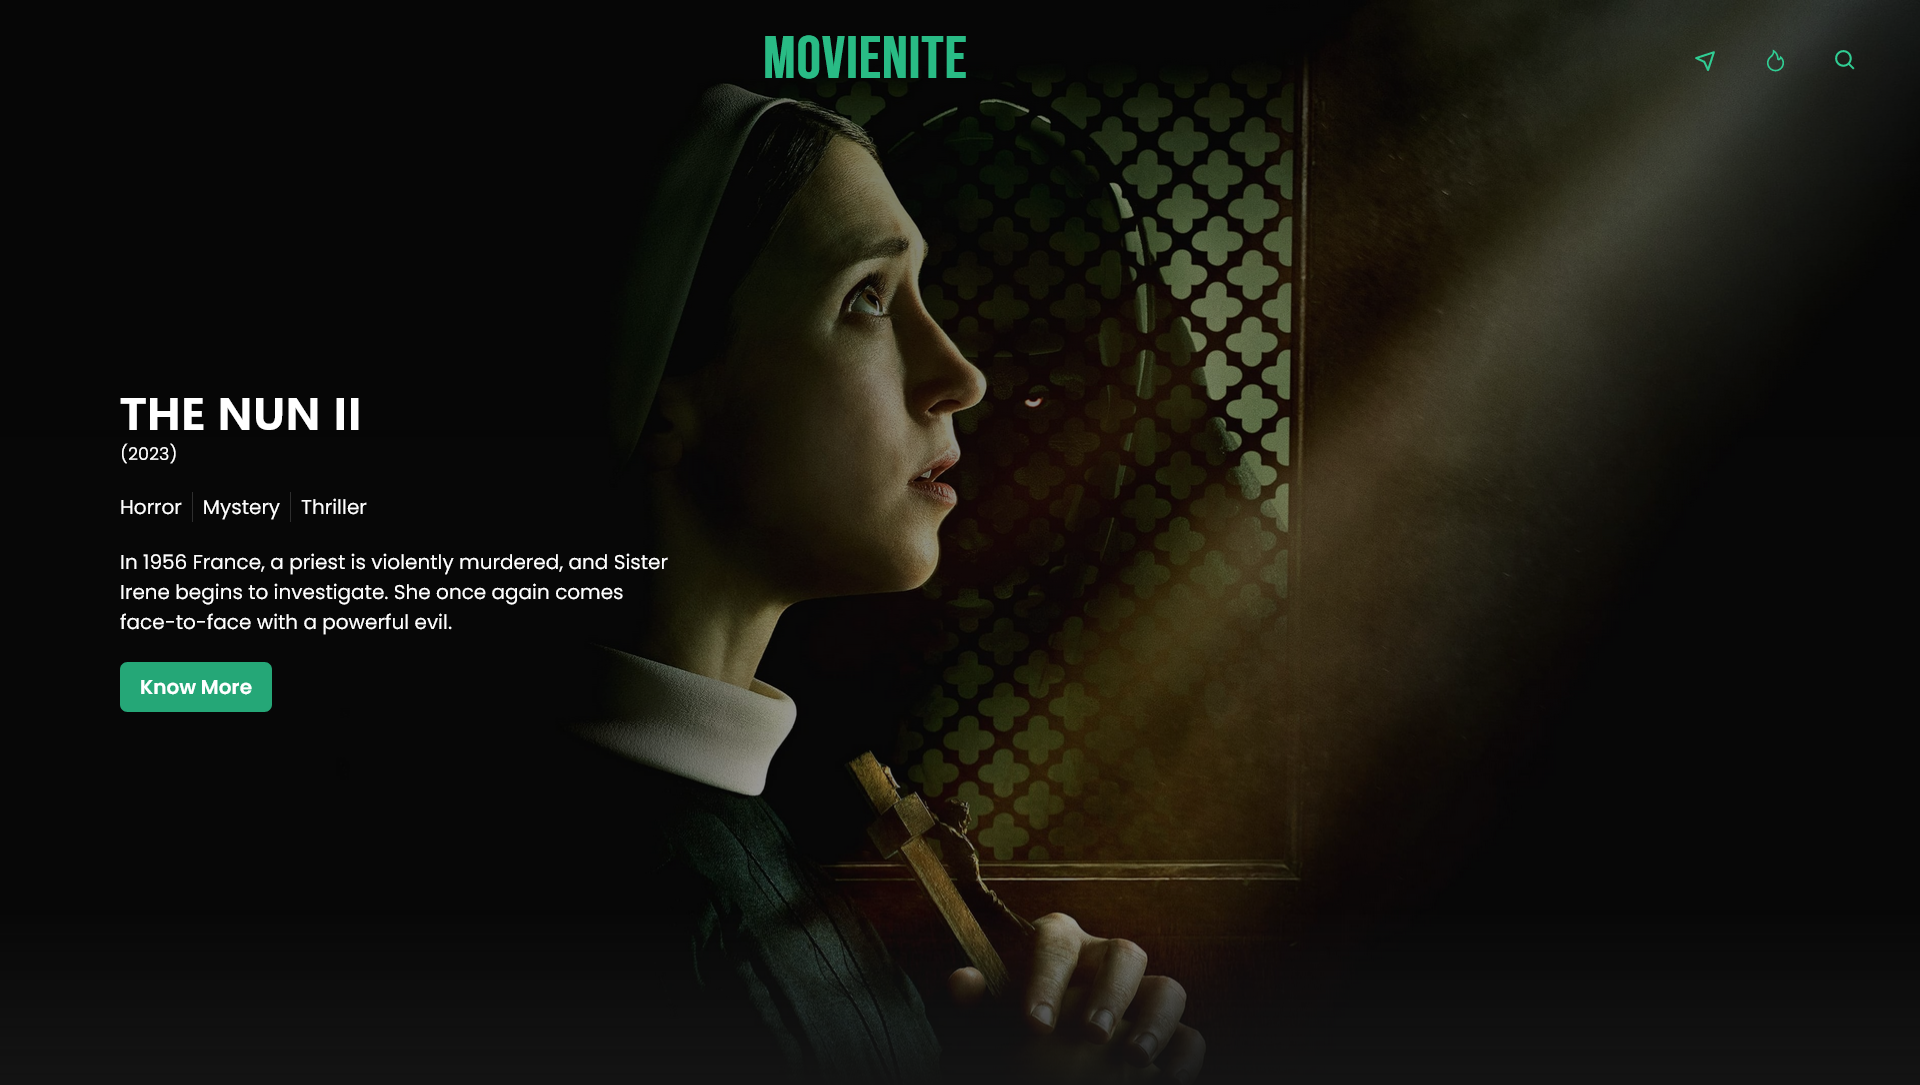 MOVIENITE
THE NUN II
(2023)
Horror Mystery Thriller
In 1956 France, a priest is violently murdered, and Sister
Irene begins to investigate. She once again comes
face-to-face with a powerful evil.
Know More